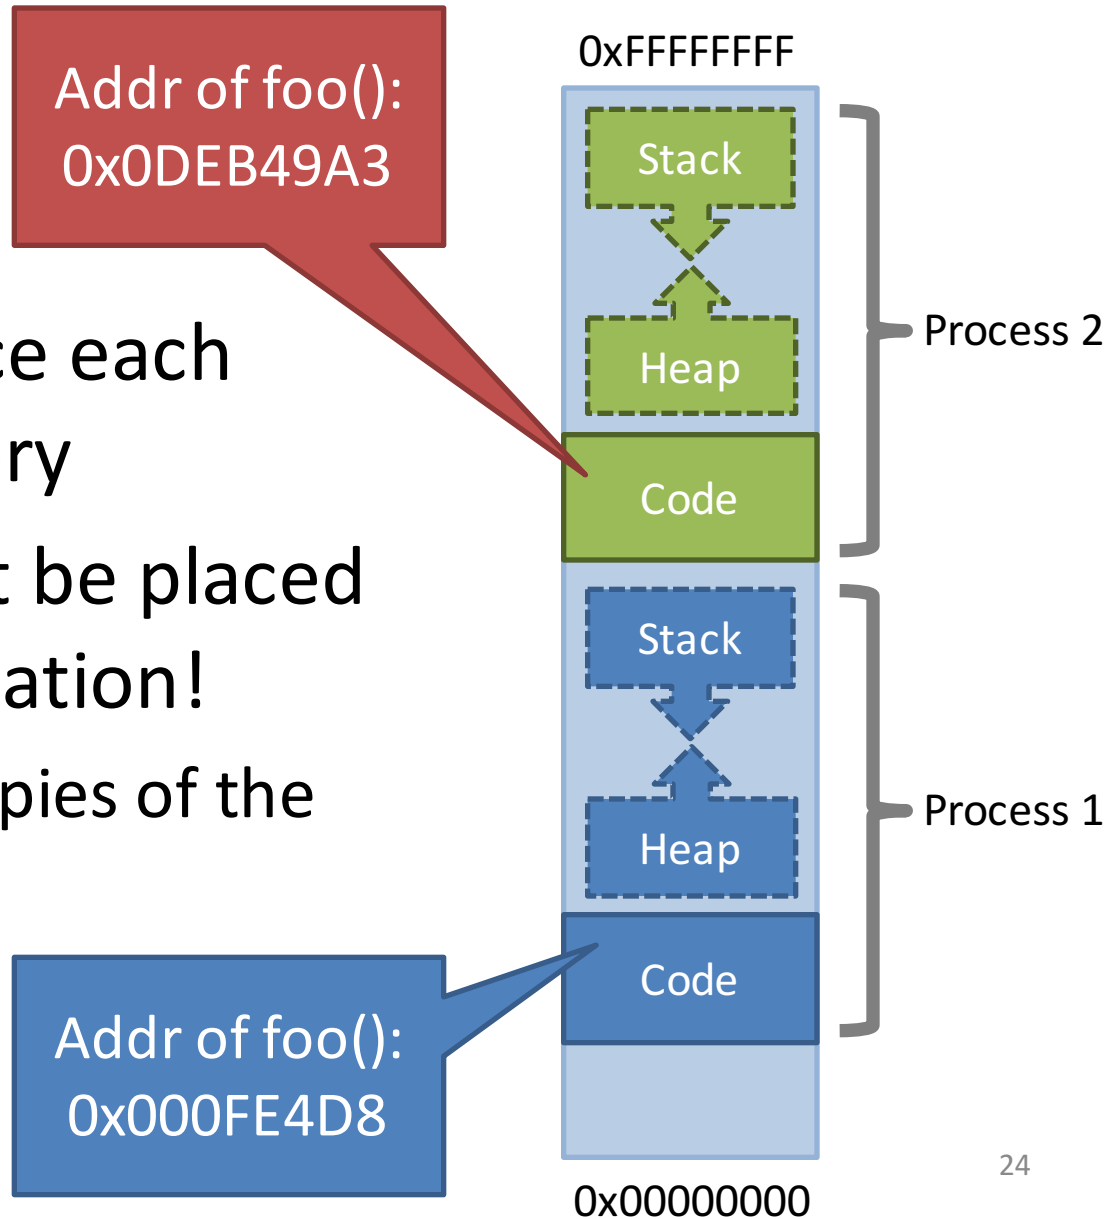 Addr of foo():
0x0DEB49A3
ce each
ry
t be placed
ation!
pies of the
Addr of foo():
0x000FE4D8
0xFFFFFFFF
Stack
Heap
Code
Process 2
Stack
Heap
Code
Process 1
0x00000000
24